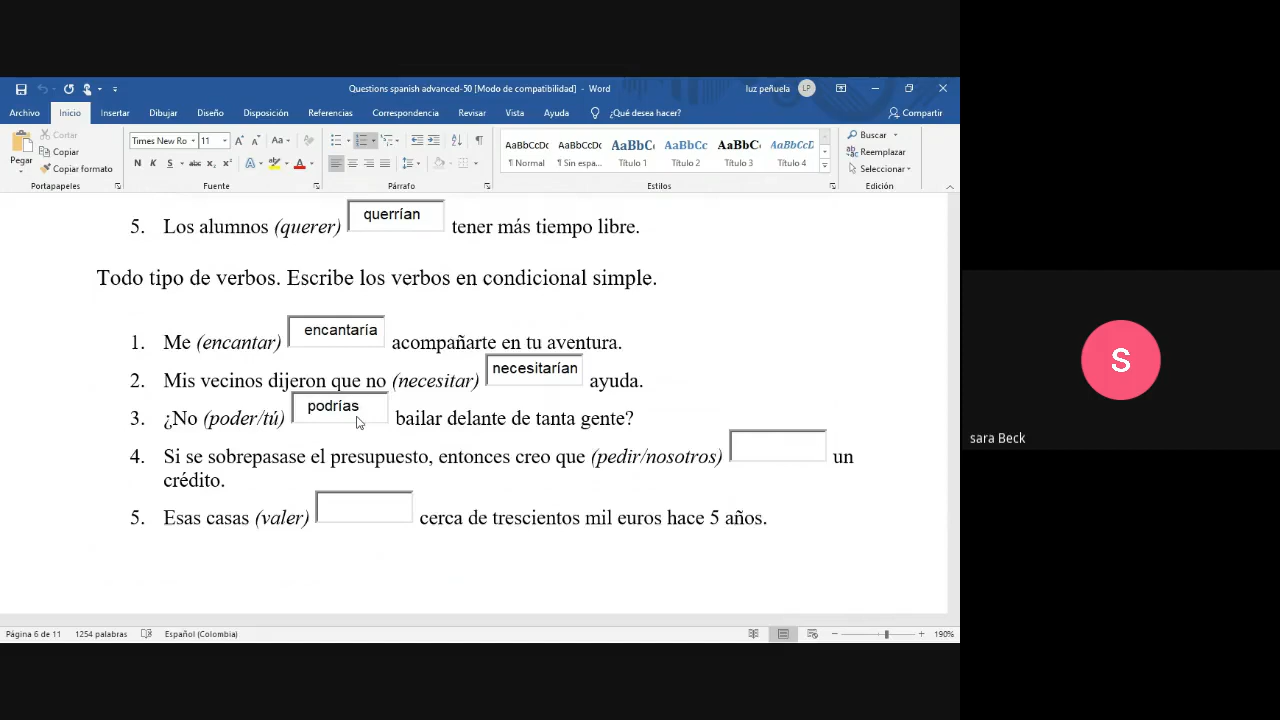 Questions spanish advanced-50 [Modo de compatibilidad] - Word
luz peñuela
LP
Archivo Inicio Insertar Dibujar Diseño Disposición Referencias Correspondencia Revisar Vista Ayuda ¿Qué desea hacer? Compartir
Pegar
Cortar
Copiar
Copiar formato
Portapapeles
Times New Ro 11
N K S abc x₂ x²
Fuente
Párrafo
AaBbCcDc AaBbCcDc AaBbC AaBbCc AaBbC AaBbCcD
¶ Normal ¶ Sin espa... Título 1 Título 2 Título 3 Título 4
Estilos
Buscar
Reemplazar
Seleccionar
Edición
5. Los alumnos (querer) querrían tener más tiempo libre.
Todo tipo de verbos. Escribe los verbos en condicional simple.
1. Me (encantar) encantaría acompañarte en tu aventura.
2. Mis vecinos dijeron que no (necesitar) necesitarían ayuda.
3. ¿No (poder/tú) podrías bailar delante de tanta gente?
4. Si se sobrepasase el presupuesto, entonces creo que (pedir/nosotros) un
crédito.
5. Esas casas (valer) cerca de trescientos mil euros hace 5 años.
Página 6 de 11 1254 palabras Español (Colombia) 190%
S
sara Beck